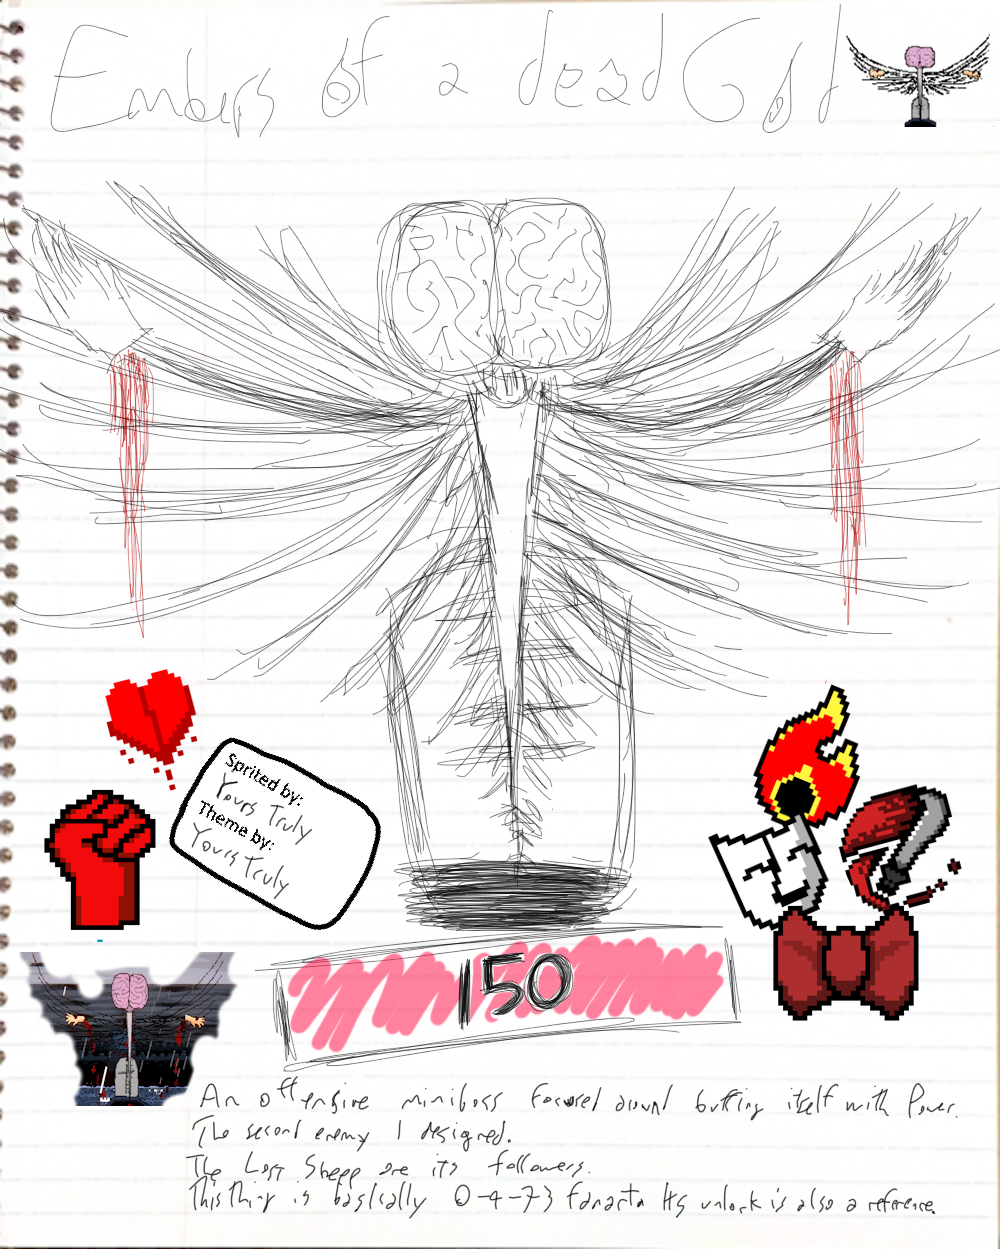 Embers of a dead God
Sprited by:
Yours Truly
Theme by:
Yours Truly
150
An offensive miniboss focused around buffing itself with Power.
The second enemy I designed.
The Lost Sheep are its followers.
This thing is basically 0-4-73 fanart. Its unlock is also a reference.